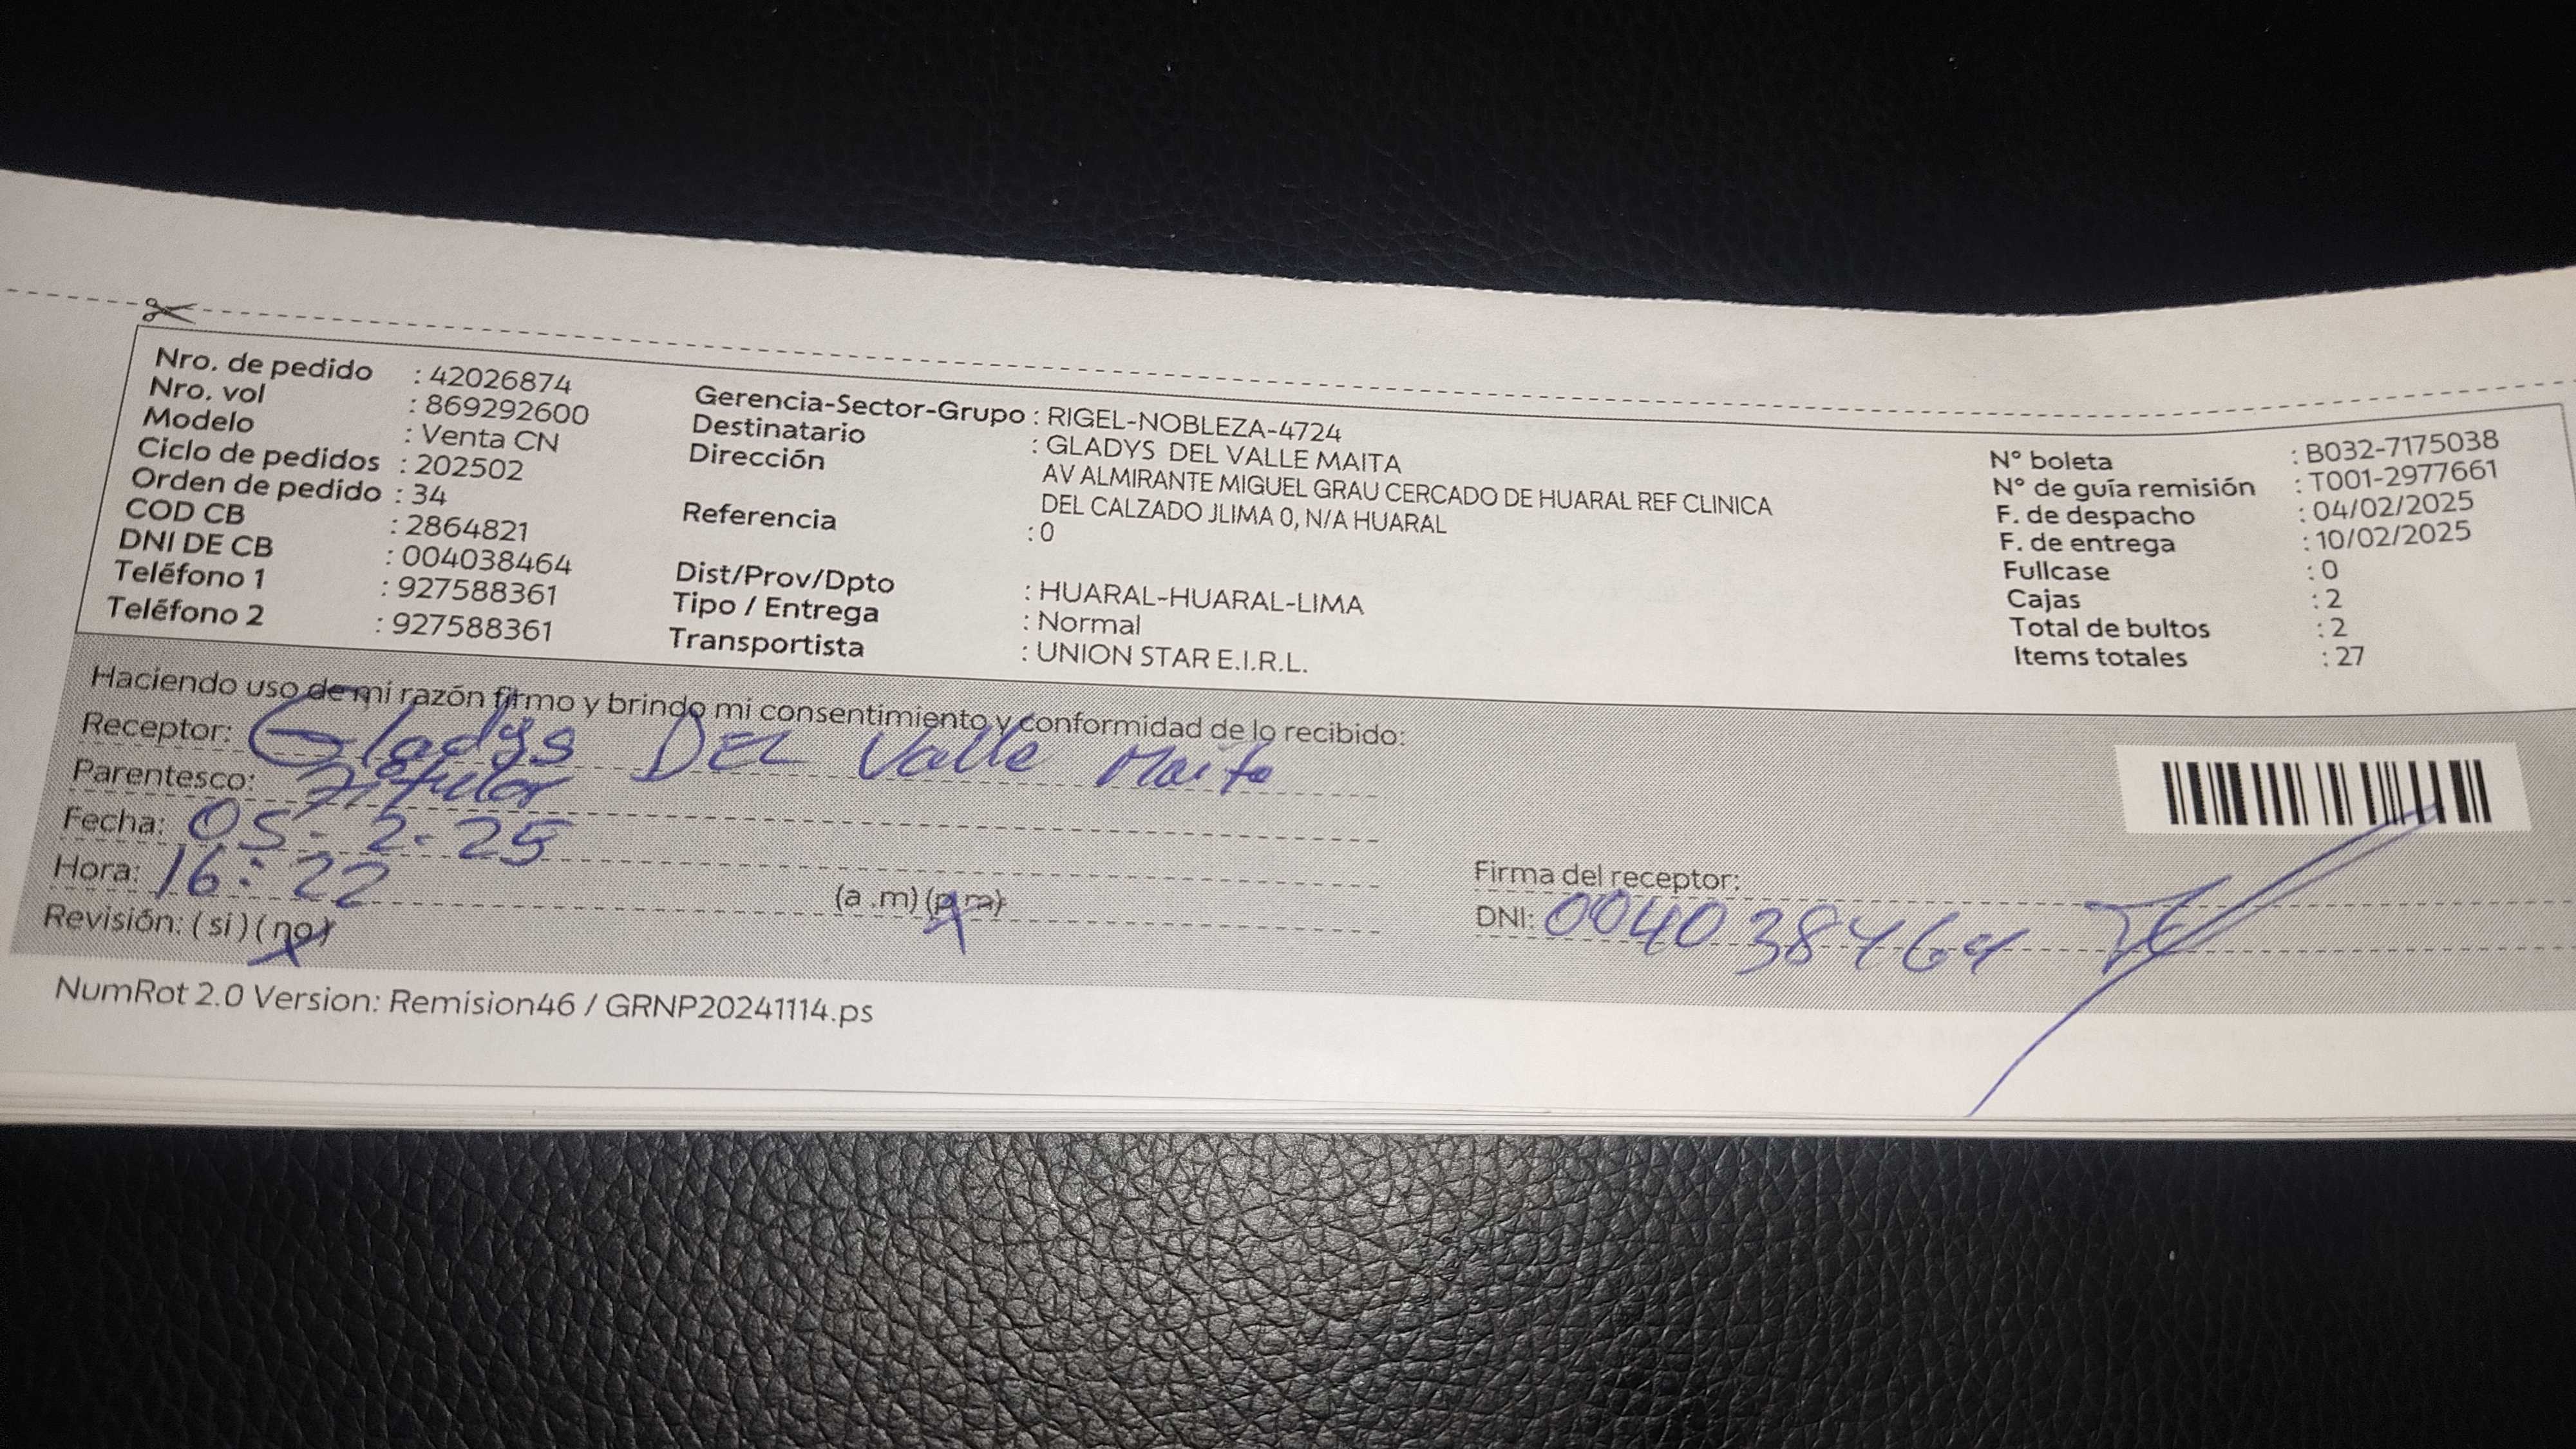 Nro. de pedido : 42026874
Nro. vol : 869292600
Modelo : Venta CN
Ciclo de pedidos : 202502
Orden de pedido : 34
COD CB : 2864821
DNI DE CB : 004038464
Teléfono 1 : 927588361
Teléfono 2 : 927588361
Gerencia-Sector-Grupo : RIGEL-NOBLEZA-4724
Destinatario : GLADYS DEL VALLE MAITA
Dirección AV ALMIRANTE MIGUEL GRAU CERCADO DE HUARAL REF CLINICA
DEL CALZADO JLIMA 0, N/A HUARAL
Referencia : 0
Dist/Prov/Dpto : HUARAL-HUARAL-LIMA
Tipo / Entrega : Normal
Transportista : UNION STAR E.I.R.L.
N° boleta : B032-7175038
N° de guía remisión : T001-2977661
F. de despacho : 04/02/2025
F. de entrega : 10/02/2025
Fullcase : 0
Cajas : 2
Total de bultos : 2
Items totales : 27
Haciendo uso de mi razón firmo y brindo mi consentimiento y conformidad de lo recibido:
Receptor: Gladys DEL Valle Maita
Parentesco: Titular
Fecha: 05-2-25
Hora: 16:22 (a .m) (p m)
Revisión: (si) (no)
Firma del receptor:
DNI: 004038464
NumRot 2.0 Version: Remision46 / GRNP20241114.ps